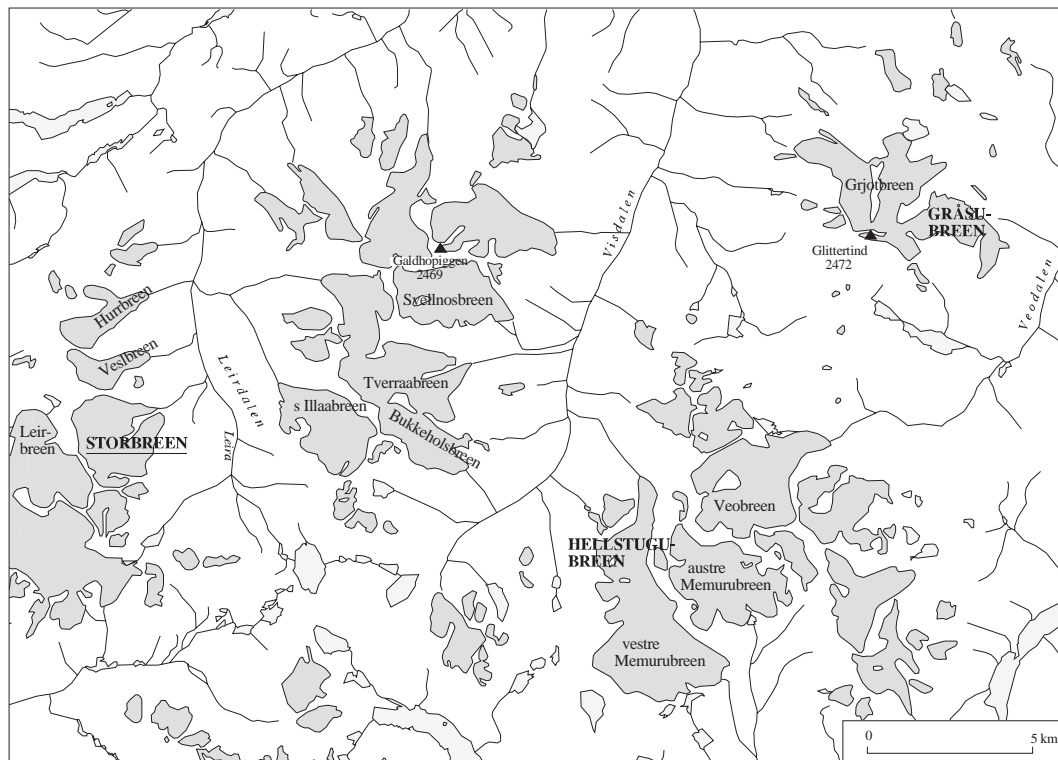 Visdalen
Grjotbreen
GRÅSU-
BREEN
Glittertind
2472
Galdhopiggen
2469
Svellnosbreen
Hurrbreen
Veslbreen
Veodalen
Leirdalen
Leira
Tverraabreen
s Illaabreen
Bukkeholsbreen
Leir-
breen
STORBREEN
Veobreen
HELLSTUGU-
BREEN
austre
Memurubreen
vestre
Memurubreen
0 5 km